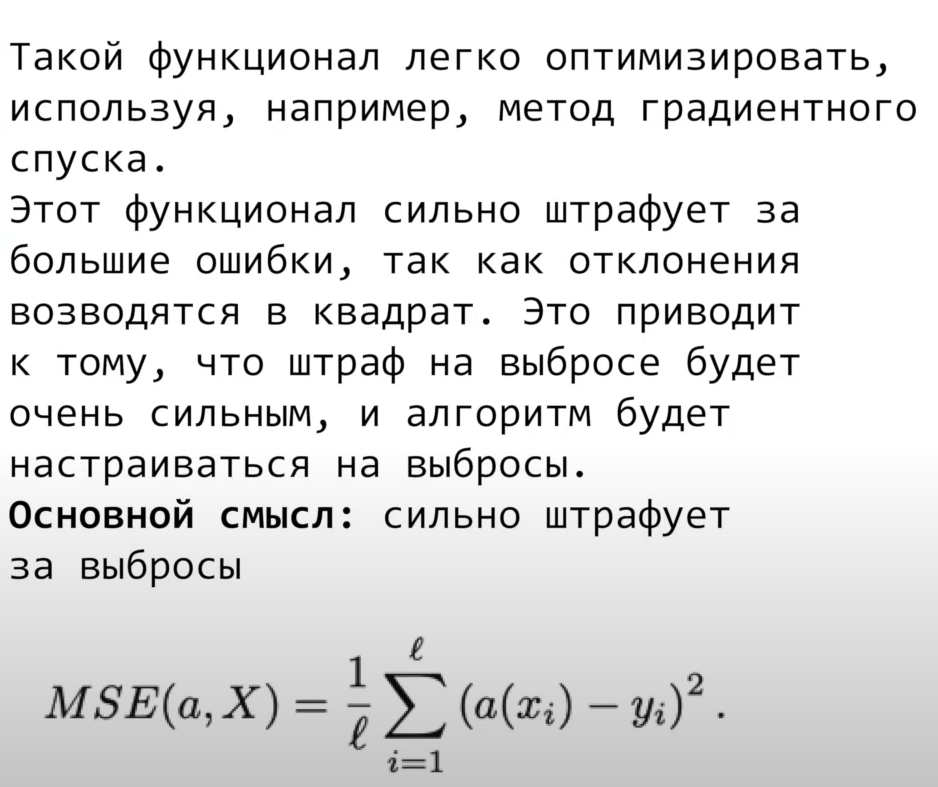 Такой функционал легко оптимизировать,
используя, например, метод градиентного
спуска.
Этот функционал сильно штрафует за
большие ошибки, так как отклонения
возводятся в квадрат. Это приводит
к тому, что штраф на выбросе будет
очень сильным, и алгоритм будет
настраиваться на выбросы.
Основной смысл: сильно штрафует
за выбросы
MSE(a, X) = \frac{1}{\ell} \sum_{i=1}^{\ell} (a(x_i) − y_i)^2 .